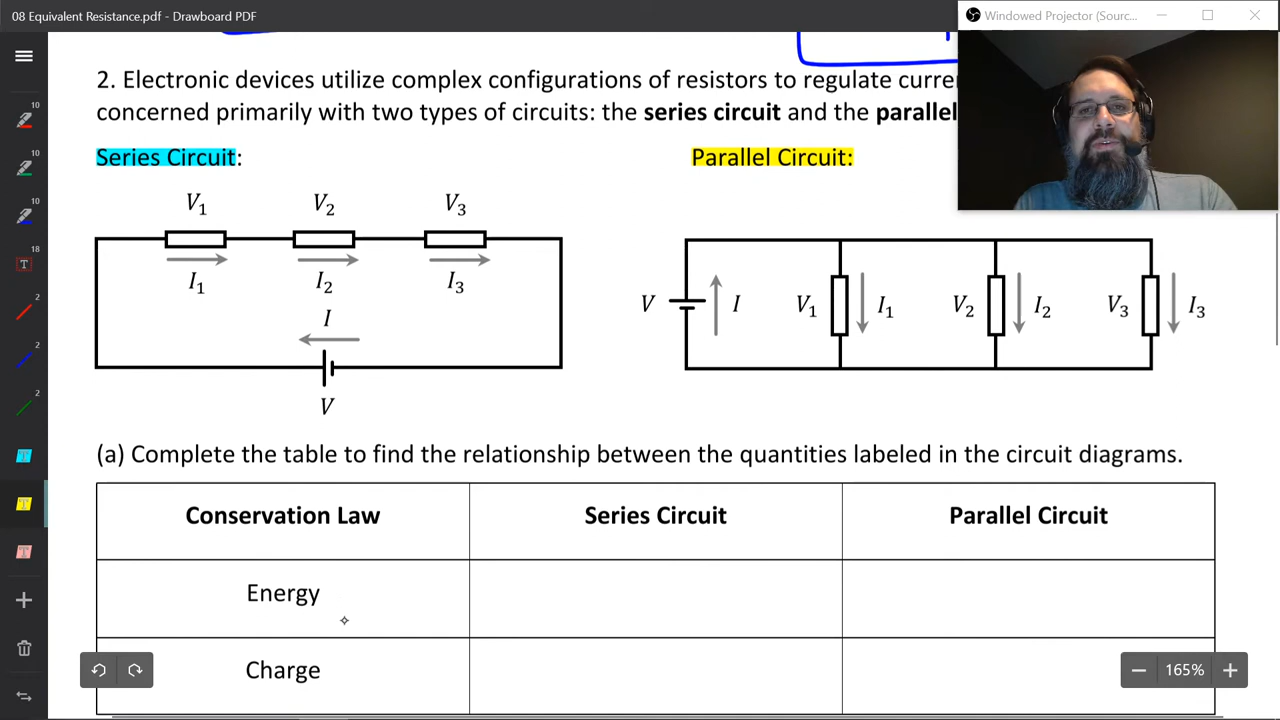 08 Equivalent Resistance.pdf - Drawboard PDF
Windowed Projector (Sourc...
2. Electronic devices utilize complex configurations of resistors to regulate curre
concerned primarily with two types of circuits: the series circuit and the parallel
Series Circuit:
Parallel Circuit:
V₁ V₂ V₃
I₁ I₂ I₃
I
V
V I V₁ I₁ V₂ I₂ V₃ I₃
(a) Complete the table to find the relationship between the quantities labeled in the circuit diagrams.
Conservation Law Series Circuit Parallel Circuit
Energy
Charge
10
10
10
18
T
2
2
2
T
T
T
165%